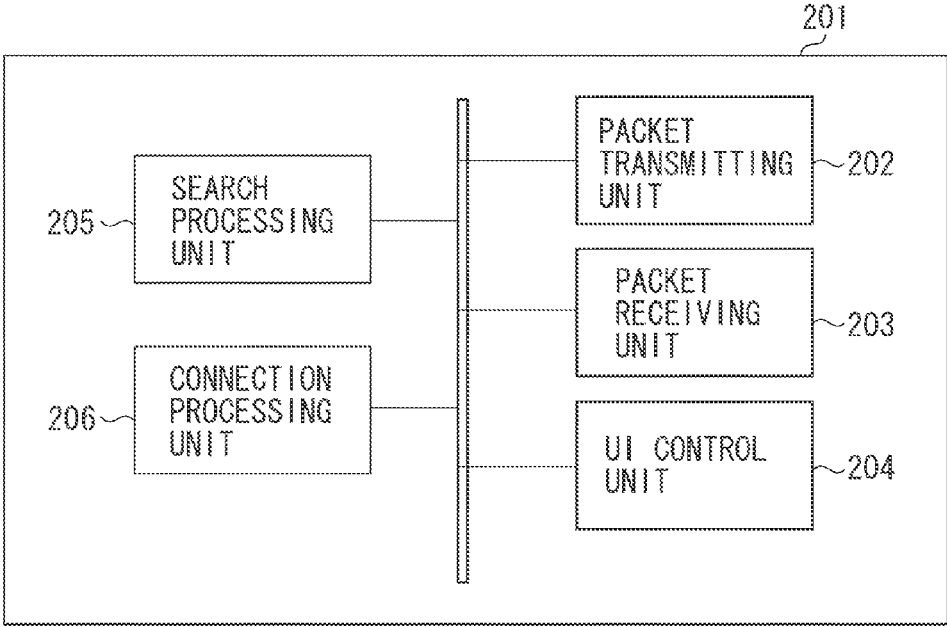 201
PACKET
TRANSMITTING
UNIT
202
SEARCH
PROCESSING
UNIT
205
PACKET
RECEIVING
UNIT
203
CONNECTION
PROCESSING
UNIT
206
UI CONTROL
UNIT
204